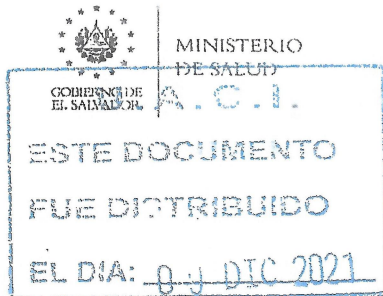 MINISTERIO
DE SALUD
GOBIERNO DE
EL SALVADOR
A.C.I.
ESTE DOCUMENTO
FUE DISTRIBUIDO
EL DIA: DIC 2021